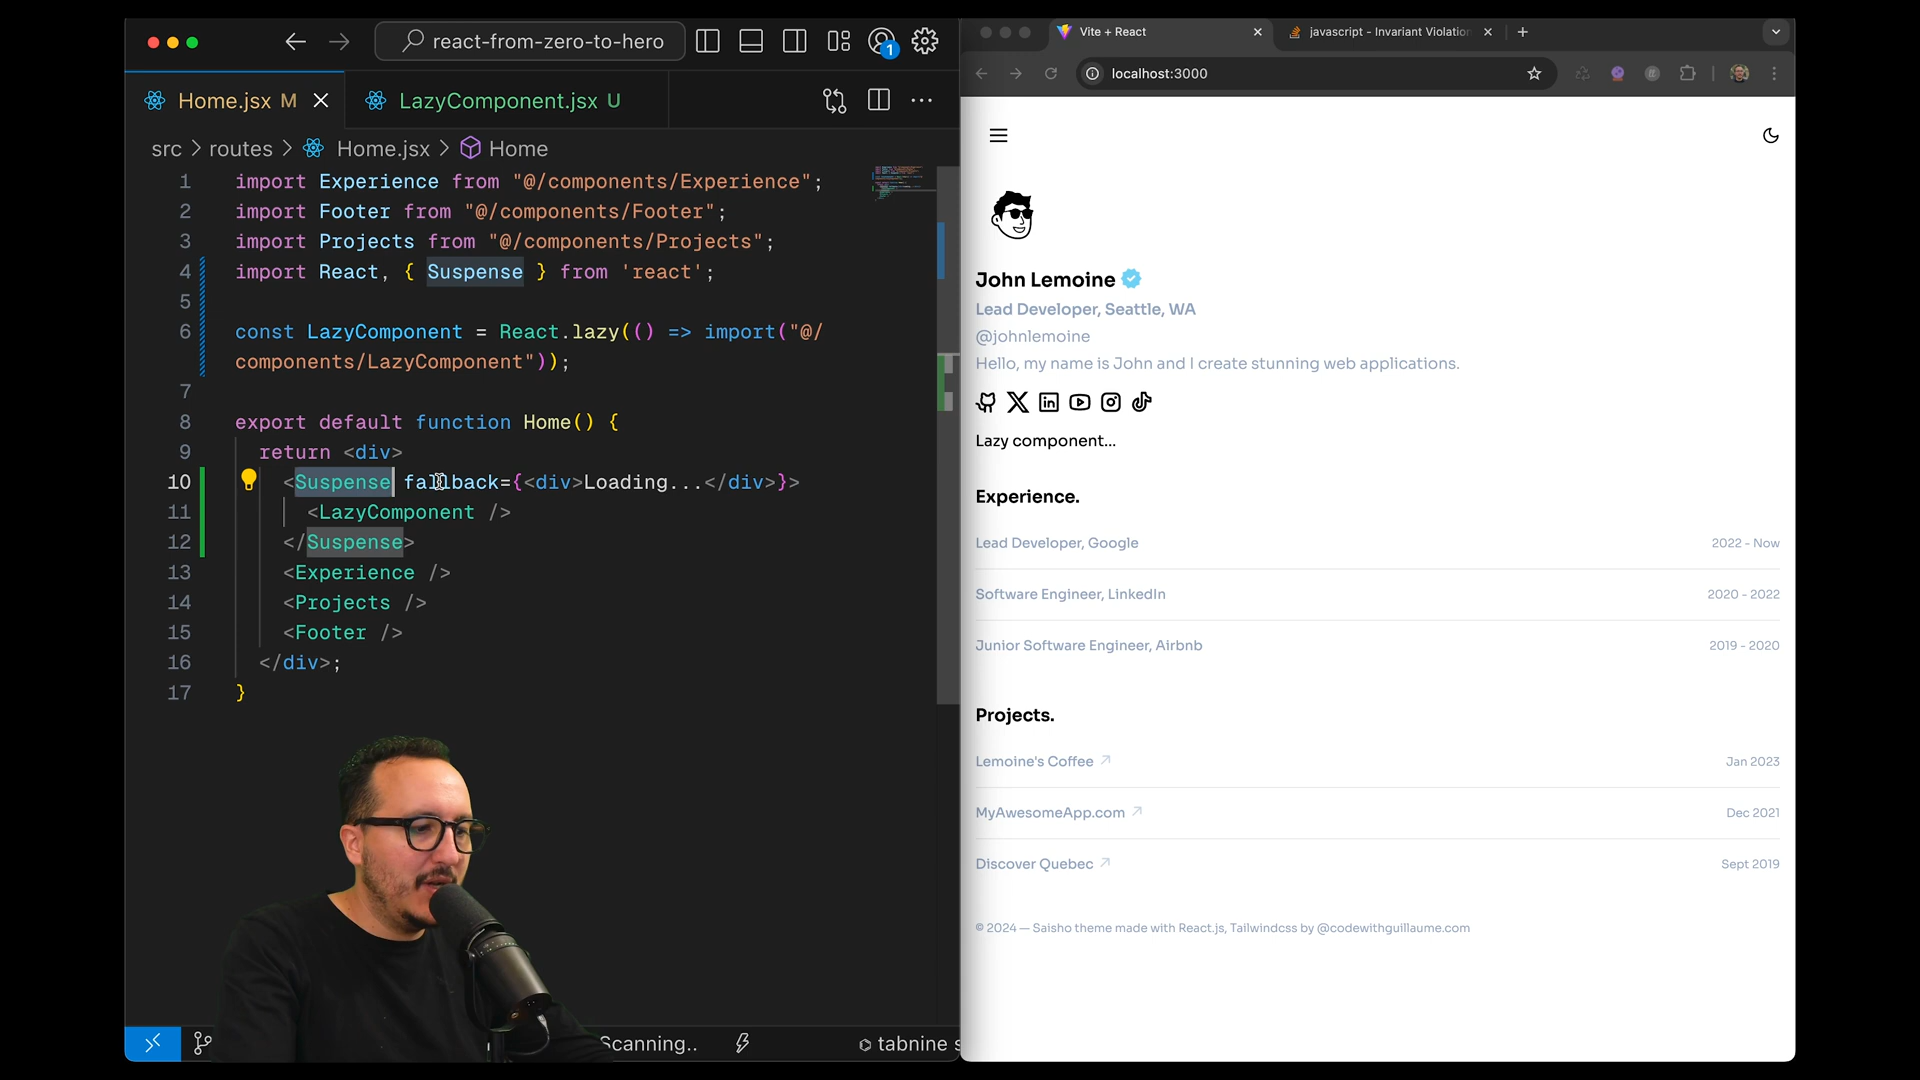 react-from-zero-to-hero
1
Home.jsx M
LazyComponent.jsx U
src > routes > Home.jsx > Home
1 import Experience from "@/components/Experience";
2 import Footer from "@/components/Footer";
3 import Projects from "@/components/Projects";
4 import React, { Suspense } from 'react';
5
6 const LazyComponent = React.lazy(() => import("@/
components/LazyComponent"));
7
8 export default function Home() {
9 return <div>
10 <Suspense fallback={<div>Loading...</div>}>
11 <LazyComponent />
12 </Suspense>
13 <Experience />
14 <Projects />
15 <Footer />
16 </div>;
17 }
Scanning..
tabnine s
Vite + React
javascript - Invariant Violation
localhost:3000
John Lemoine
Lead Developer, Seattle, WA
@johnlemoine
Hello, my name is John and I create stunning web applications.
Lazy component...
Experience.
Lead Developer, Google 2022 - Now
Software Engineer, LinkedIn 2020 - 2022
Junior Software Engineer, Airbnb 2019 - 2020
Projects.
Lemoine's Coffee Jan 2023
MyAwesomeApp.com Dec 2021
Discover Quebec Sept 2019
© 2024 — Saisho theme made with React.js, Tailwindcss by @codewithguillaume.com